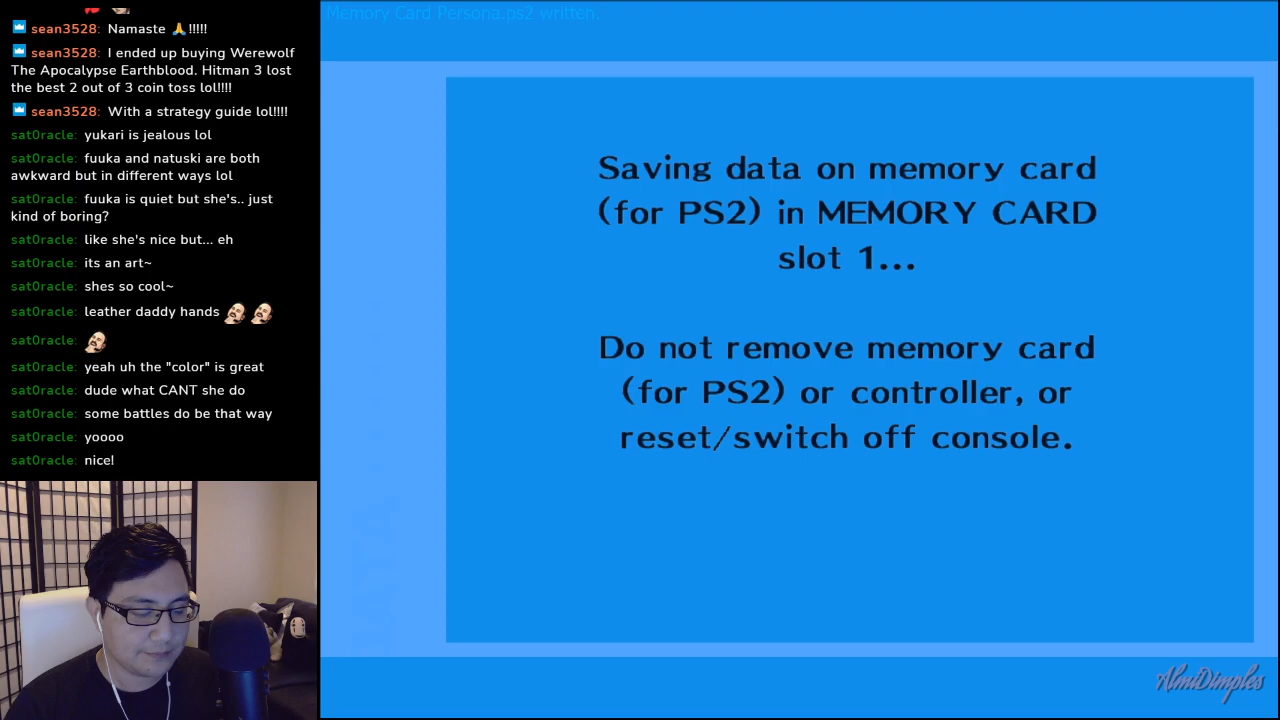 sean3528: Namaste 🙏 !!!!!
sean3528: I ended up buying Werewolf
The Apocalypse Earthblood. Hitman 3 lost
the best 2 out of 3 coin toss lol!!!!
sean3528: With a strategy guide lol!!!!
sat0racle: yukari is jealous lol
sat0racle: fuuka and natuski are both
awkward but in different ways lol
sat0racle: fuuka is quiet but she's.. just
kind of boring?
sat0racle: like she's nice but... eh
sat0racle: its an art~
sat0racle: shes so cool~
sat0racle: leather daddy hands
sat0racle:
sat0racle: yeah uh the "color" is great
sat0racle: dude what CANT she do
sat0racle: some battles do be that way
sat0racle: yoooo
sat0racle: nice!
Memory Card Persona.ps2 written.
Saving data on memory card
(for PS2) in MEMORY CARD
slot 1...
Do not remove memory card
(for PS2) or controller, or
reset/switch off console.
DATA
AlmiDimples